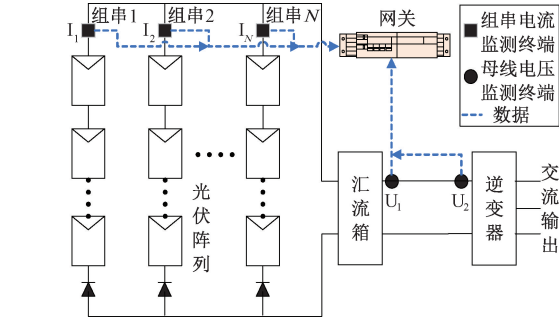 组串1
组串2
组串N
I1
I2
IN
网关
组串电流
监测终端
母线电压
监测终端
数据
光伏阵列
汇流箱
U1
U2
逆变器
交流输出